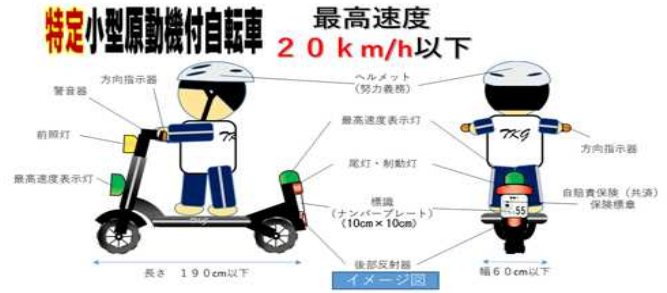 特定小型原動機付自転車
最高速度
20km/h以下
方向指示器
警音器
前照灯
最高速度表示灯
TK
TKG
長さ 190cm以下
ヘルメット
(努力義務)
最高速度表示灯
尾灯・制動灯
標識
(ナンバープレート)
(10cm×10cm)
後部反射器
イメージ図
TKG
55
方向指示器
自賠責保険(共済)
保険標章
幅60cm以下